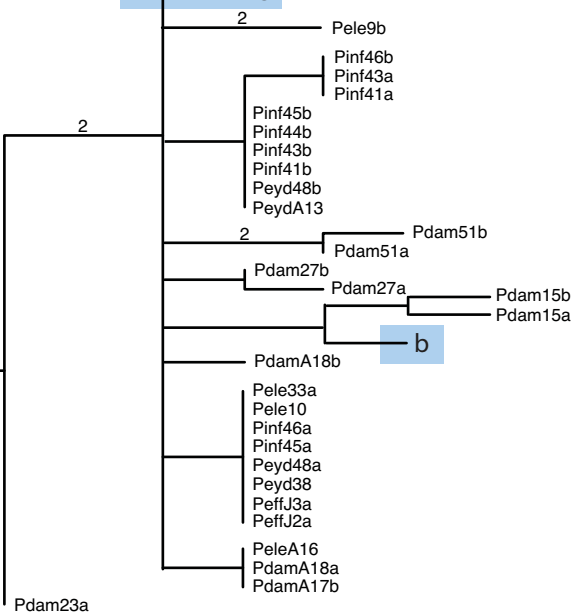 2
Pele9b
Pinf46b
Pinf43a
Pinf41a
Pinf45b
Pinf44b
Pinf43b
Pinf41b
Peyd48b
PeydA13
2
2
Pdam51b
Pdam51a
Pdam27b
Pdam27a
Pdam15b
Pdam15a
b
PdamA18b
Pele33a
Pele10
Pinf46a
Pinf45a
Peyd48a
Peyd38
PeffJ3a
PeffJ2a
PeleA16
PdamA18a
PdamA17b
Pdam23a